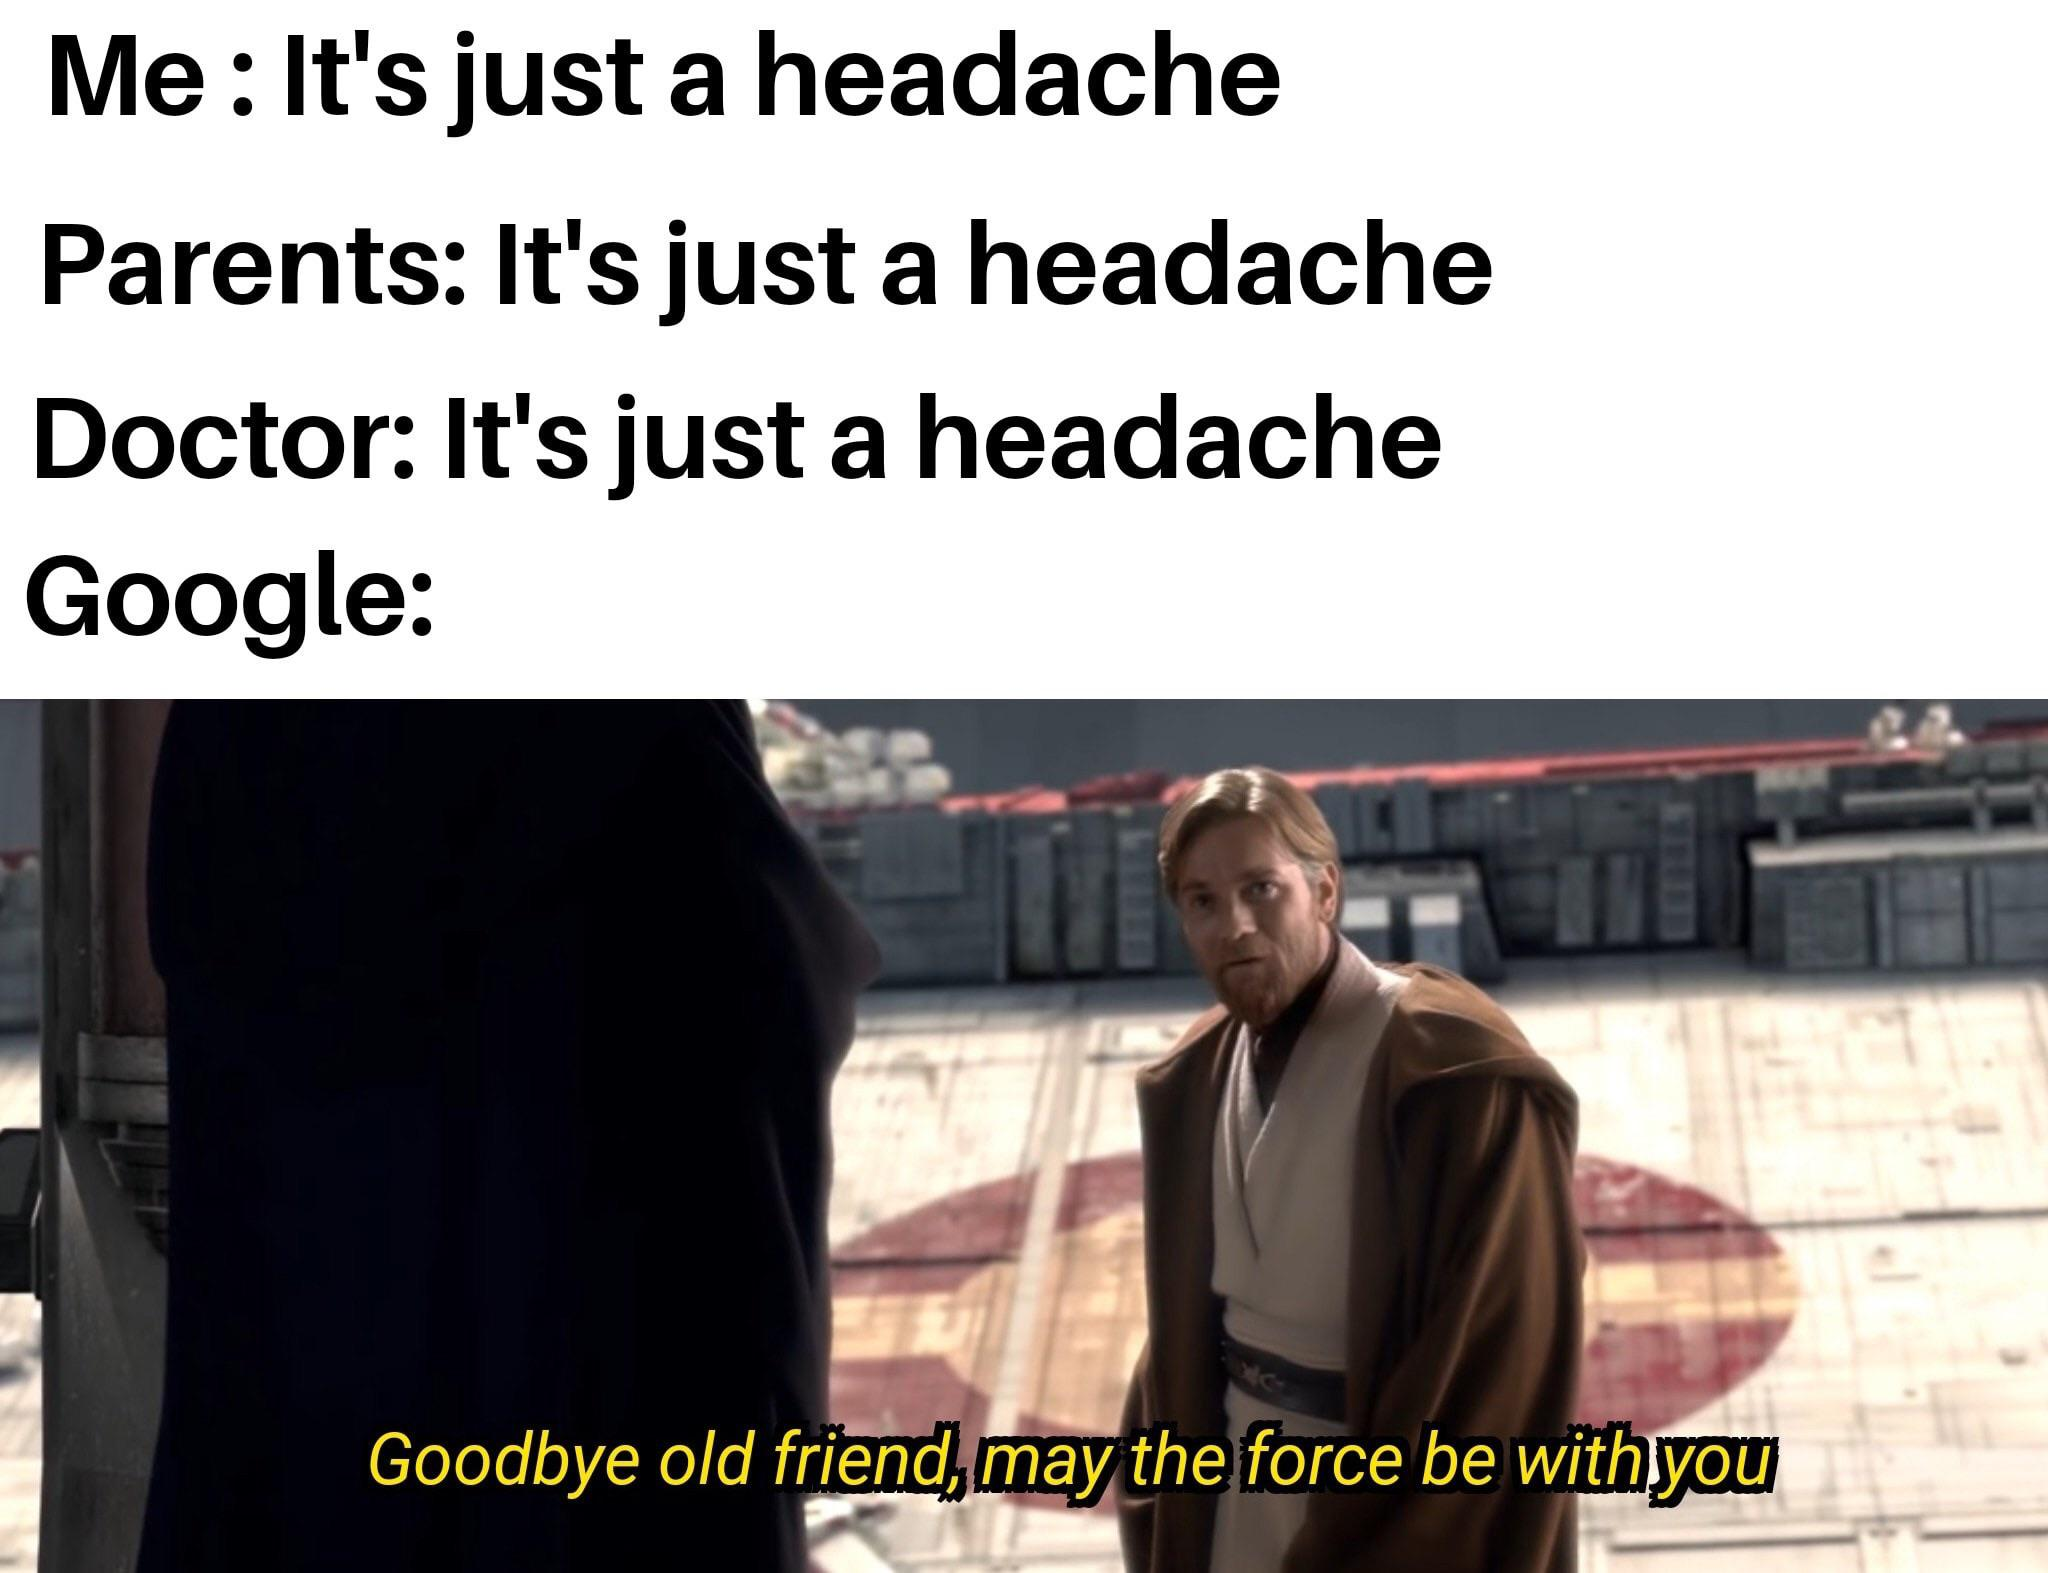 Me : It's just a headache
Parents: It's just a headache
Doctor: It's just a headache
Google:
Goodbye old friend, may the force be with you